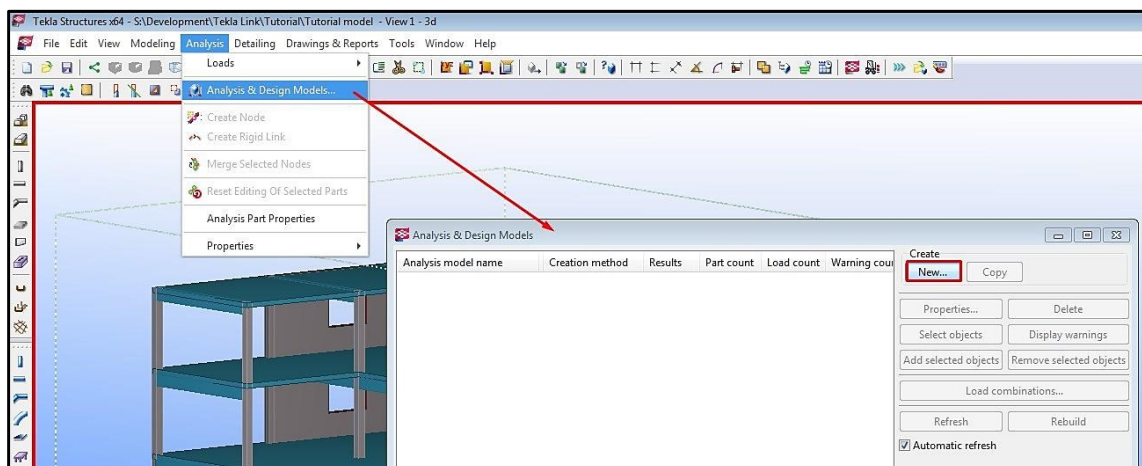 Tekla Structures x64 - S:\Development\Tekla Link\Tutorial\Tutorial model - View 1 - 3d
File Edit View Modeling Analysis Detailing Drawings & Reports Tools Window Help
Loads
Analysis & Design Models...
Create Node
Create Rigid Link
Merge Selected Nodes
Reset Editing Of Selected Parts
Analysis Part Properties
Properties
Analysis & Design Models
Analysis model name Creation method Results Part count Load count Warning coun
Create
New... Copy
Properties... Delete
Select objects Display warnings
Add selected objects Remove selected objects
Load combinations...
Refresh Rebuild
Automatic refresh